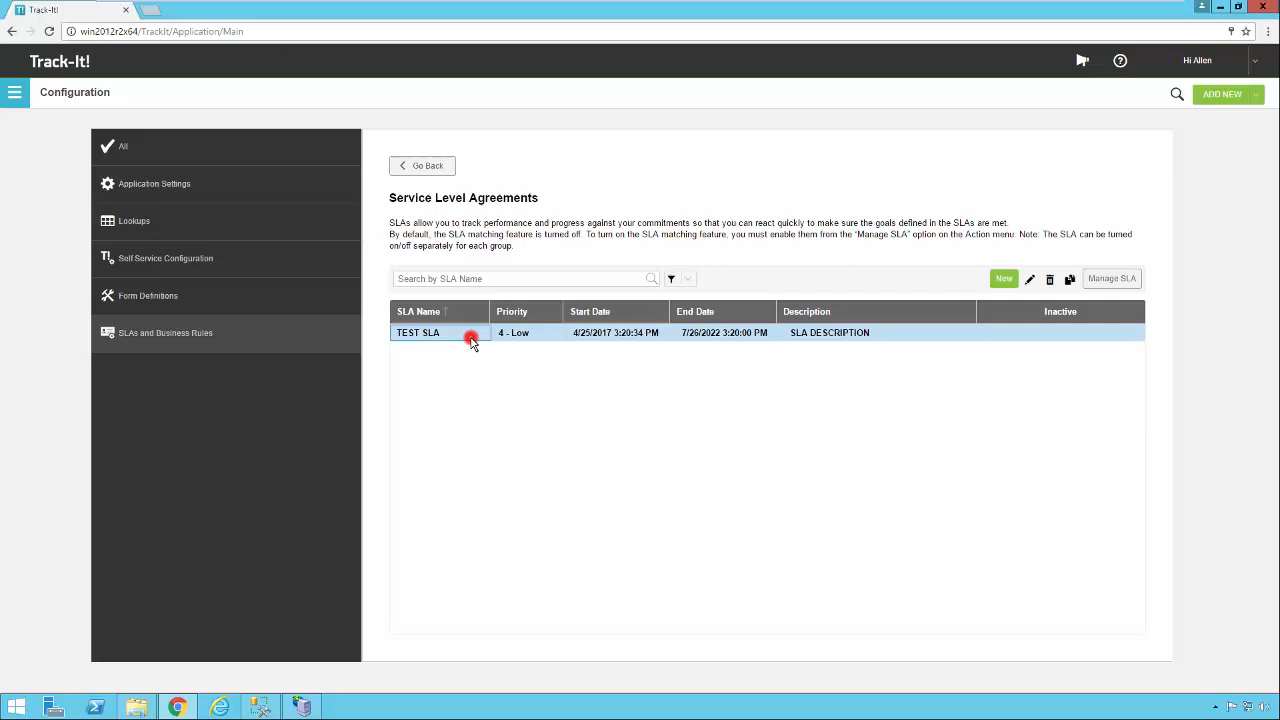 Track-It!
win2012r2x64/TrackIt/Application/Main
Track-It!
Hi Allen
Configuration
ADD NEW
All
Application Settings
Lookups
Self Service Configuration
Form Definitions
SLAs and Business Rules
Go Back
Service Level Agreements
SLAs allow you to track performance and progress against your commitments so that you can react quickly to make sure the goals defined in the SLAs are met.
By default, the SLA matching feature is turned off. To turn on the SLA matching feature, you must enable them from the "Manage SLA" option on the Action menu. Note: The SLA can be turned
on/off separately for each group.
Search by SLA Name
New
Manage SLA
SLA Name Priority Start Date End Date Description Inactive
TEST SLA 4 - Low 4/25/2017 3:20:34 PM 7/26/2022 3:20:00 PM SLA DESCRIPTION